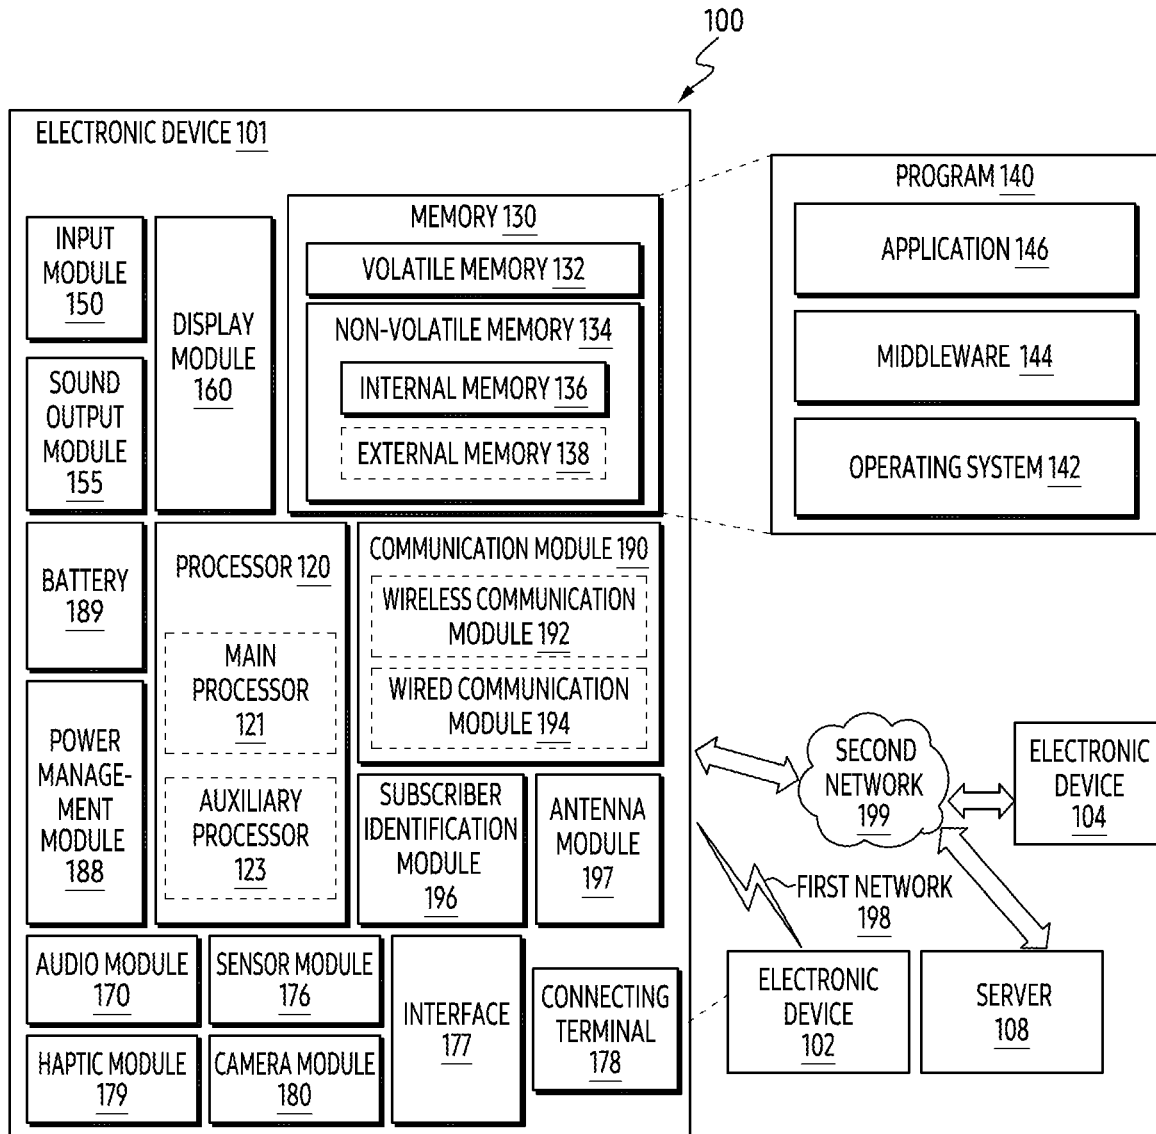 100
ELECTRONIC DEVICE 101
INPUT
MODULE
150
SOUND
OUTPUT
MODULE
155
DISPLAY
MODULE
160
MEMORY 130
VOLATILE MEMORY 132
NON-VOLATILE MEMORY 134
INTERNAL MEMORY 136
EXTERNAL MEMORY 138
PROGRAM 140
APPLICATION 146
MIDDLEWARE 144
OPERATING SYSTEM 142
BATTERY
189
POWER
MANAGE-
MENT
MODULE
188
PROCESSOR 120
MAIN
PROCESSOR
121
AUXILIARY
PROCESSOR
123
COMMUNICATION MODULE 190
WIRELESS COMMUNICATION
MODULE 192
WIRED COMMUNICATION
MODULE 194
SUBSCRIBER
IDENTIFICATION
MODULE
196
ANTENNA
MODULE
197
SECOND
NETWORK
199
ELECTRONIC
DEVICE
104
FIRST NETWORK
198
AUDIO MODULE
170
SENSOR MODULE
176
HAPTIC MODULE
179
CAMERA MODULE
180
INTERFACE
177
CONNECTING
TERMINAL
178
ELECTRONIC
DEVICE
102
SERVER
108